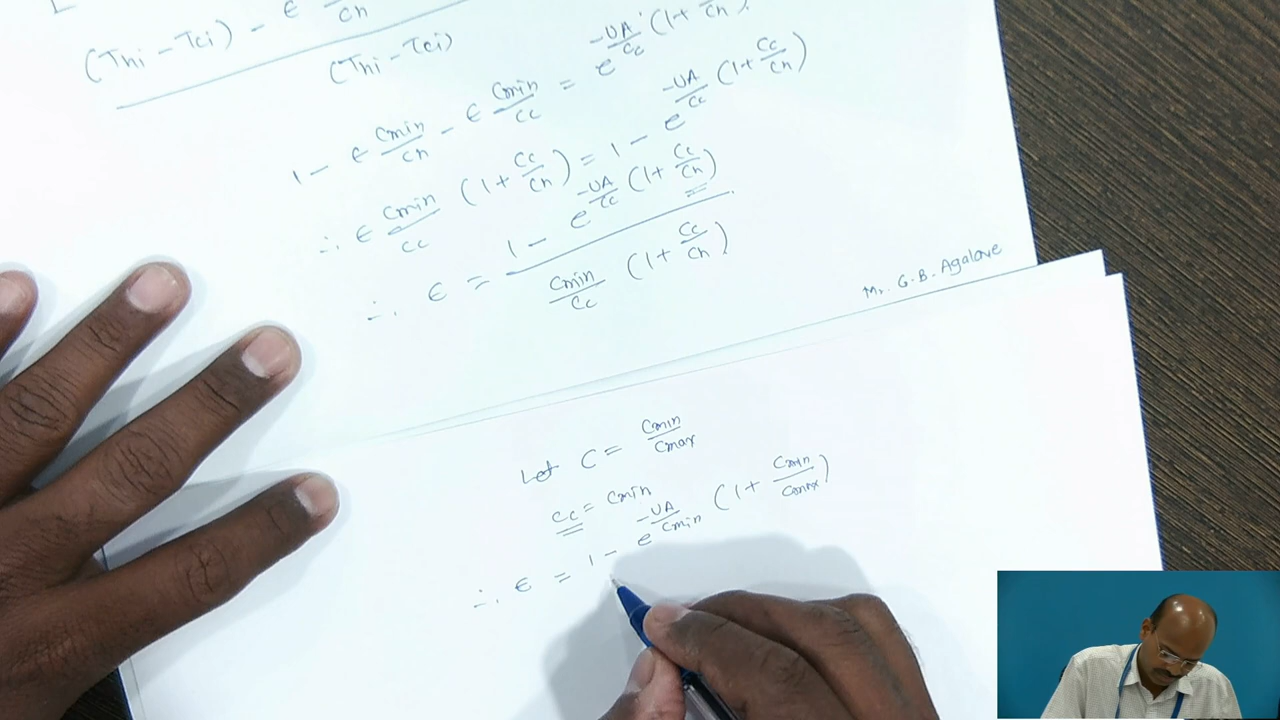 (Thi - Tci) - ϵ Ch
(Thi - Tci)
1 - ϵ Cmin/Ch - ϵ Cmin/Cc = e^(-UA/Cc (1+ Cc/Ch))
∴ ϵ Cmin/Cc (1+ Cc/Ch) = 1 - e^(-UA/Cc (1+ Cc/Ch))
∴ ϵ = (1 - e^(-UA/Cc (1+ Cc/Ch))) / (Cmin/Cc (1+ Cc/Ch))
Mr. G. B. Agalave
Let C = Cmin/Cmax
Cc = Cmin
∴ ϵ = 1 - e^(-UA/Cmin (1+ Cmin/Cmax))